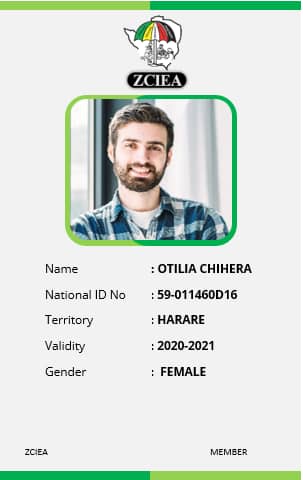 ZCIEA
Name : OTILIA CHIHERA
National ID No : 59-011460D16
Territory : HARARE
Validity : 2020-2021
Gender : FEMALE
ZCIEA MEMBER